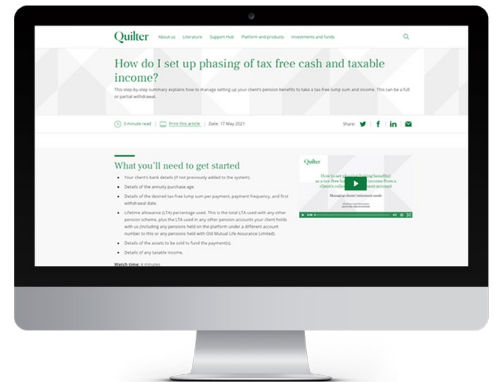 Quilter
About us Literature Support Hub Platform and products Investments and funds
How do I set up phasing of tax free cash and taxable
income?
This step-by-step summary explains how to manage setting up your client's pension benefits to take a tax free lump sum and income. This can be a full
or partial withdrawal.
3 minute read | Print this article | Date: 17 May 2021
Share:
What you'll need to get started
• Your client's bank details (if not previously added to the system).
• Details of the annuity purchase age.
• Details of the desired tax free lump sum per payment, payment frequency, and first
withdrawal date.
• Lifetime allowance (LTA) percentage used. This is the total LTA used with any other
pension scheme, plus the LTA used in any other pension accounts your client holds
with us (including any pensions held on the platform under a different account
number to this or any pensions held with Old Mutual Life Assurance Limited).
• Details of the assets to be sold to fund the payment(s).
• Details of any taxable income.
Watch time: 8 minutes
Quilter